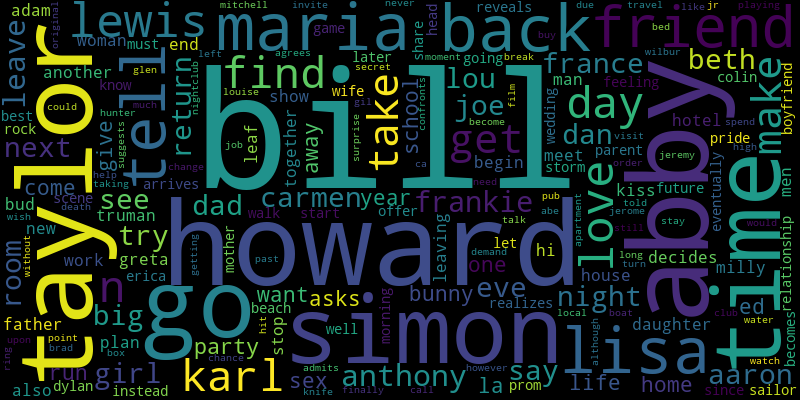 mitchell invite due travel jr
adam lewis maria back friend
woman reveals never like playing
original must end game share head later agrees going break buy
leave another find left moment wilbur bed
taylor tell know return show wife secret lou france beth
glen man feeling colin
could much nightclub louise film make boyfriend
best hunter bill take school confronts day
rock give job leaf surprise gil joe become wedding hotel
next suggests together away get dan pride
change ca begin meet parent visit spend
help taking need storm order high
come arrives carmen year frankie love kiss future abby time men
bud scene see dad pub told jeremy
wish death truman howard walk start offer abe jerome stay
new try talk still would
room without work greta mother past let hi apartment decides
getting leaving one long eventually
n erica demand house turn milly
go want asks bunny eve night ed relationship
big beach morning realizes local boat club becomes
father party hit stop simon well daughter water
point plan lisa since
upon brad box chance although aaron
ring run girl karl admits sex anthony la say life home watch
also dylan instead knife finally however call prom sailor